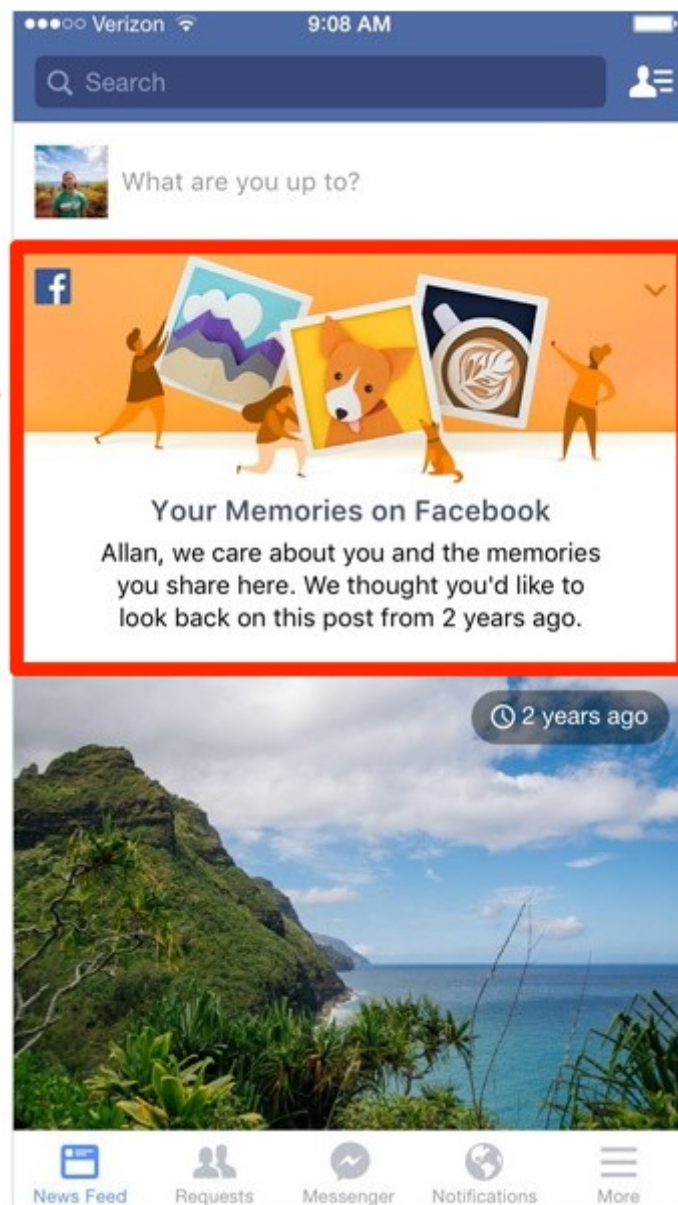 Verizon 9:08 AM
Search
What are you up to?
f
Your Memories on Facebook
Allan, we care about you and the memories
you share here. We thought you'd like to
look back on this post from 2 years ago.
2 years ago
News Feed Requests Messenger Notifications More